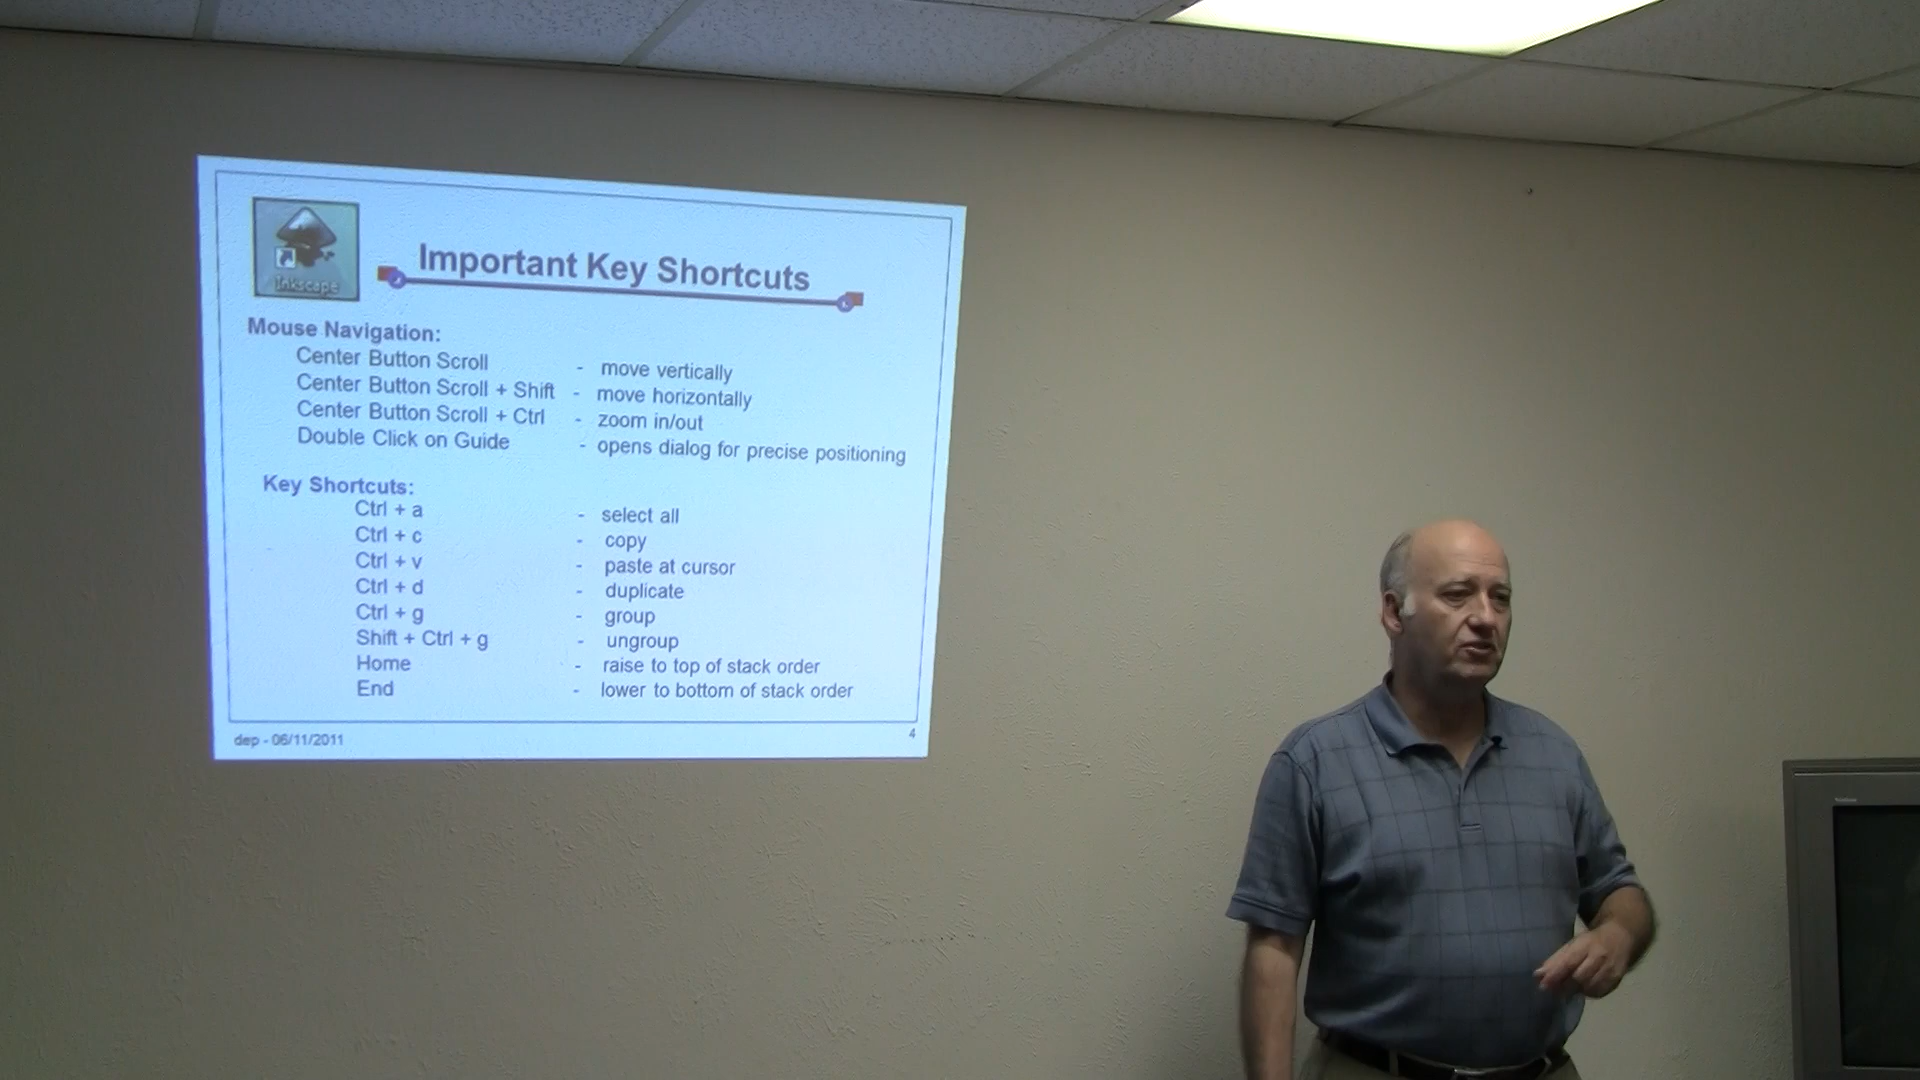 Inkscape
Important Key Shortcuts
Mouse Navigation:
Center Button Scroll - move vertically
Center Button Scroll + Shift - move horizontally
Center Button Scroll + Ctrl - zoom in/out
Double Click on Guide - opens dialog for precise positioning
Key Shortcuts:
Ctrl + a - select all
Ctrl + c - copy
Ctrl + v - paste at cursor
Ctrl + d - duplicate
Ctrl + g - group
Shift + Ctrl + g - ungroup
Home - raise to top of stack order
End - lower to bottom of stack order
dep - 06/11/2011 4